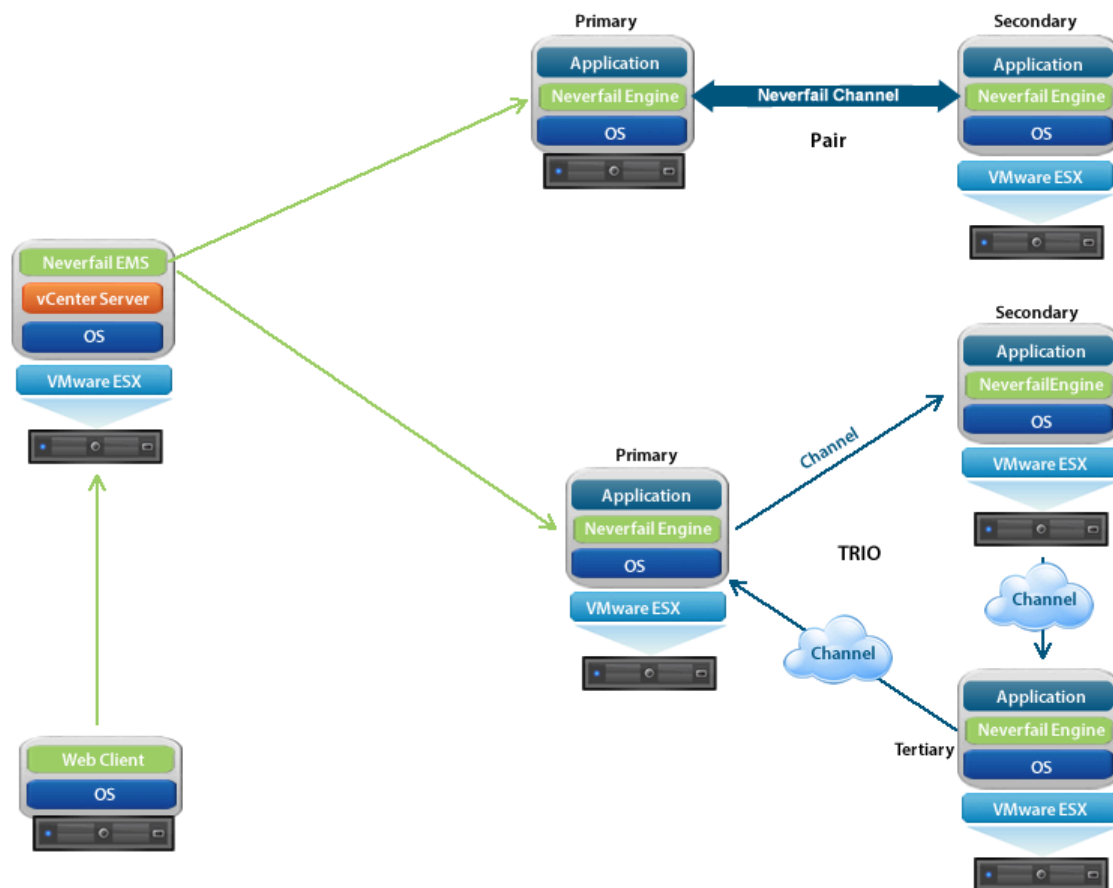 Primary
Application
Neverfail Engine
OS
Neverfail Channel
Pair
Secondary
Application
Neverfail Engine
OS
VMware ESX
Neverfail EMS
vCenter Server
OS
VMware ESX
Web Client
OS
Primary
Application
Neverfail Engine
OS
VMware ESX
Channel
TRIO
Secondary
Application
NeverfailEngine
OS
VMware ESX
Channel
Channel
Tertiary
Application
Neverfail Engine
OS
VMware ESX